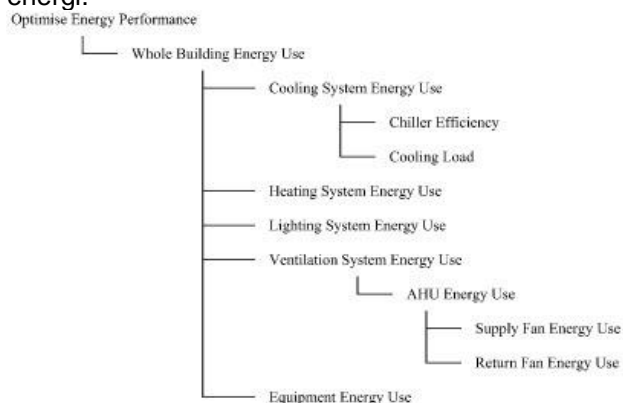 energi.
Optimise Energy Performance
Whole Building Energy Use
Cooling System Energy Use
Chiller Efficiency
Cooling Load
Heating System Energy Use
Lighting System Energy Use
Ventilation System Energy Use
AHU Energy Use
Supply Fan Energy Use
Return Fan Energy Use
Equipment Energy Use